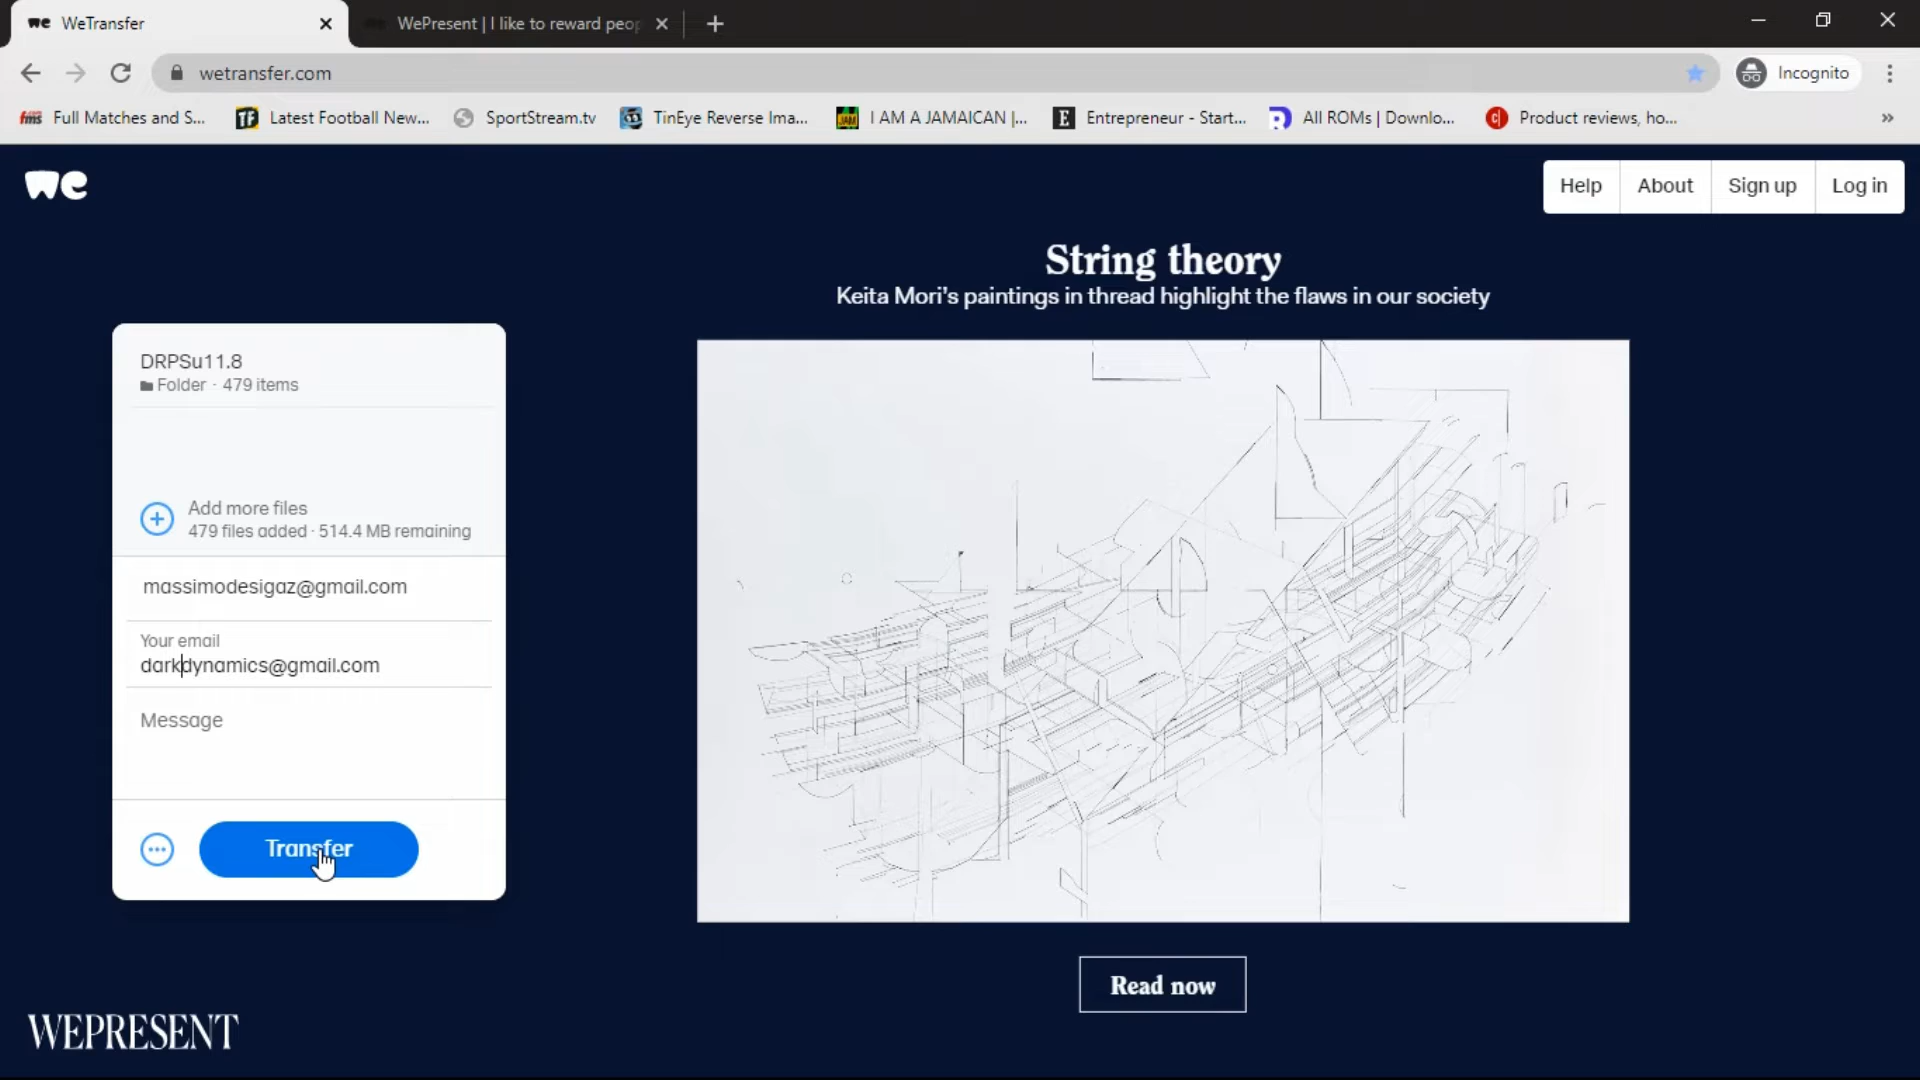 WeTransfer
WePresent | I like to reward peop
wetransfer.com
Incognito
fms Full Matches and S...
TF Latest Football New...
SportStream.tv
TinEye Reverse Ima...
JAM I AM A JAMAICAN |...
E Entrepreneur - Start...
All ROMs | Downlo...
Product reviews, ho...
we
Help
About
Sign up
Log in
String theory
Keita Mori's paintings in thread highlight the flaws in our society
DRPSu11.8
Folder · 479 items
Add more files
479 files added · 514.4 MB remaining
massimodesigaz@gmail.com
Your email
darkdynamics@gmail.com
Message
Transfer
Read now
WEPRESENT